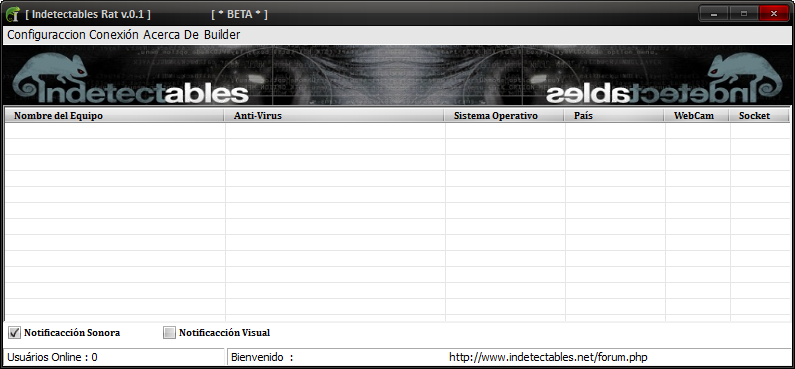 [ Indetectables Rat v.0.1 ] [ * BETA * ]
Configuraccion Conexión Acerca De Builder
Indetectables Indetectables
Nombre del Equipo Anti-Virus Sistema Operativo País WebCam Socket
Notificacción Sonora Notificacción Visual
Usuários Online : 0 Bienvenido : http://www.indetectables.net/forum.php